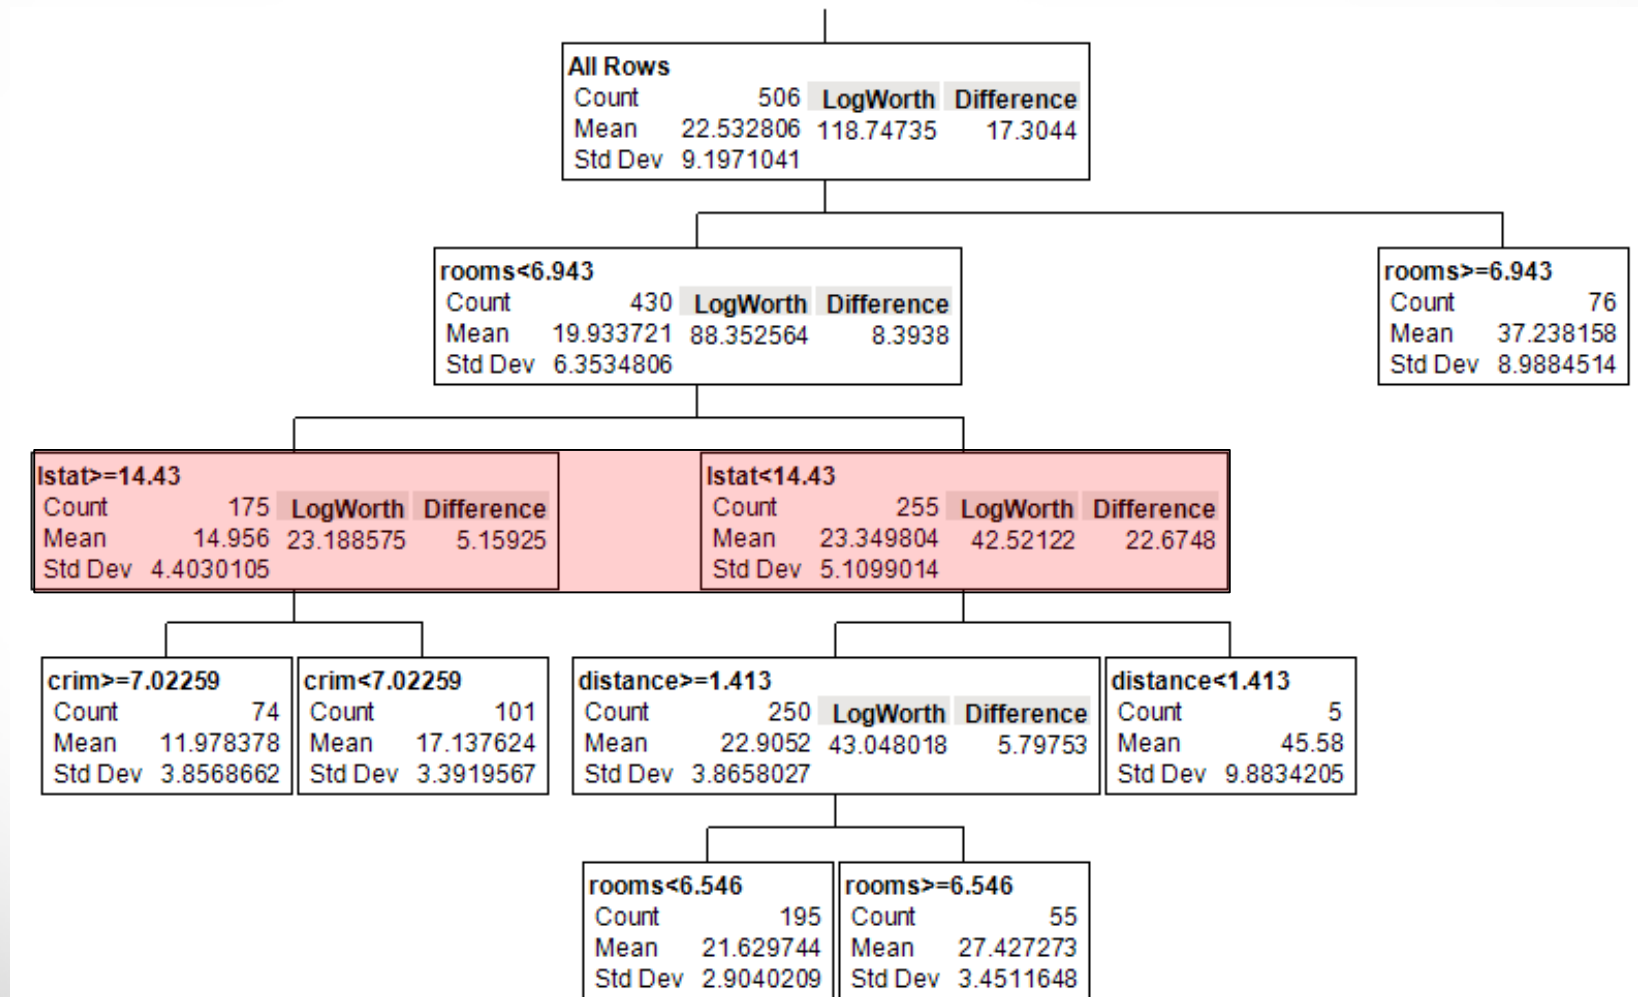 All Rows
Count 506 LogWorth Difference
Mean 22.532806 118.74735 17.3044
Std Dev 9.1971041
rooms<6.943
Count 430 LogWorth Difference
Mean 19.933721 88.352564 8.3938
Std Dev 6.3534806
rooms>=6.943
Count 76
Mean 37.238158
Std Dev 8.9884514
lstat>=14.43
Count 175 LogWorth Difference
Mean 14.956 23.188575 5.15925
Std Dev 4.4030105
lstat<14.43
Count 255 LogWorth Difference
Mean 23.349804 42.52122 22.6748
Std Dev 5.1099014
crim>=7.02259
Count 74
Mean 11.978378
Std Dev 3.8568662
crim<7.02259
Count 101
Mean 17.137624
Std Dev 3.3919567
distance>=1.413
Count 250 LogWorth Difference
Mean 22.9052 43.048018 5.79753
Std Dev 3.8658027
distance<1.413
Count 5
Mean 45.58
Std Dev 9.8834205
rooms<6.546
Count 195
Mean 21.629744
Std Dev 2.9040209
rooms>=6.546
Count 55
Mean 27.427273
Std Dev 3.4511648